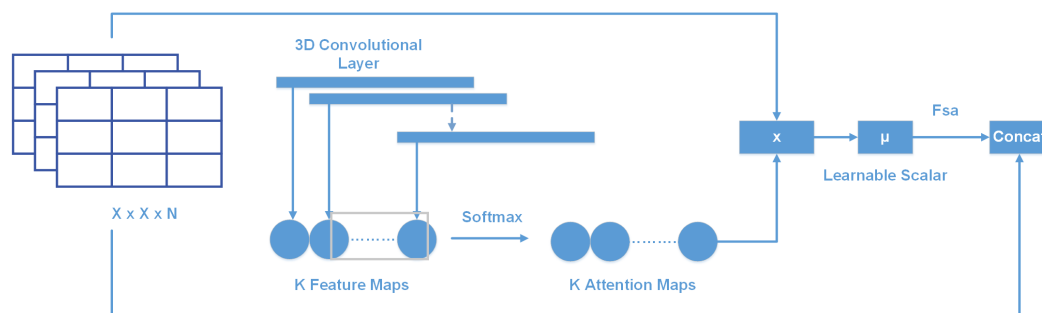 3D Convolutional
Layer
X x X x N
Softmax
K Feature Maps
K Attention Maps
x
μ
Learnable Scalar
Fsa
Concat